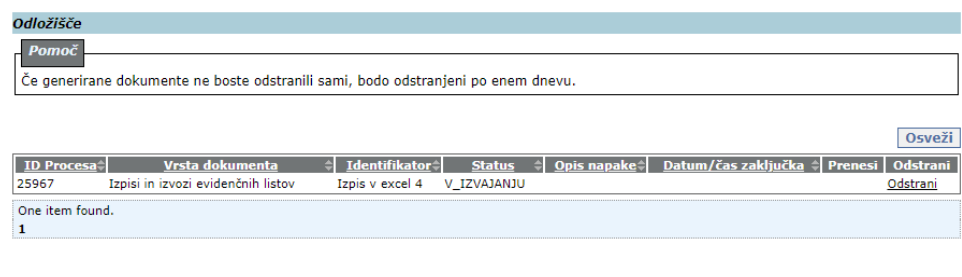 Odložišče
Pomoč
Če generirane dokumente ne boste odstranili sami, bodo odstranjeni po enem dnevu.
Osveži
ID Procesa Vrsta dokumenta Identifikator Status Opis napake Datum/čas zaključka Prenesi Odstrani
25967 Izpisi in izvozi evidenčnih listov Izpis v excel 4 V_IZVAJANJU Odstrani
One item found.
1